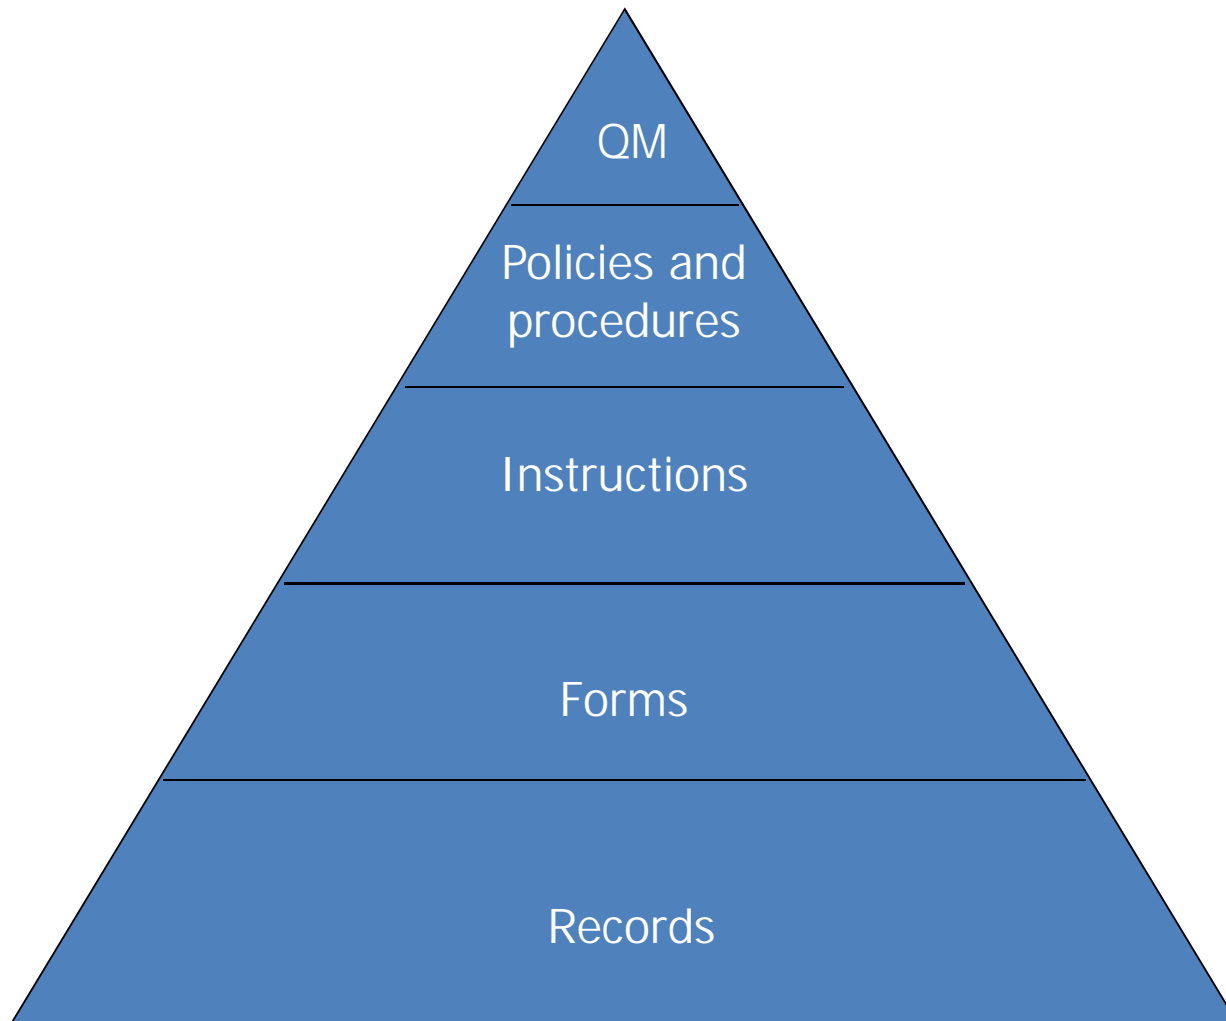 QM
Policies and
procedures
Instructions
Forms
Records